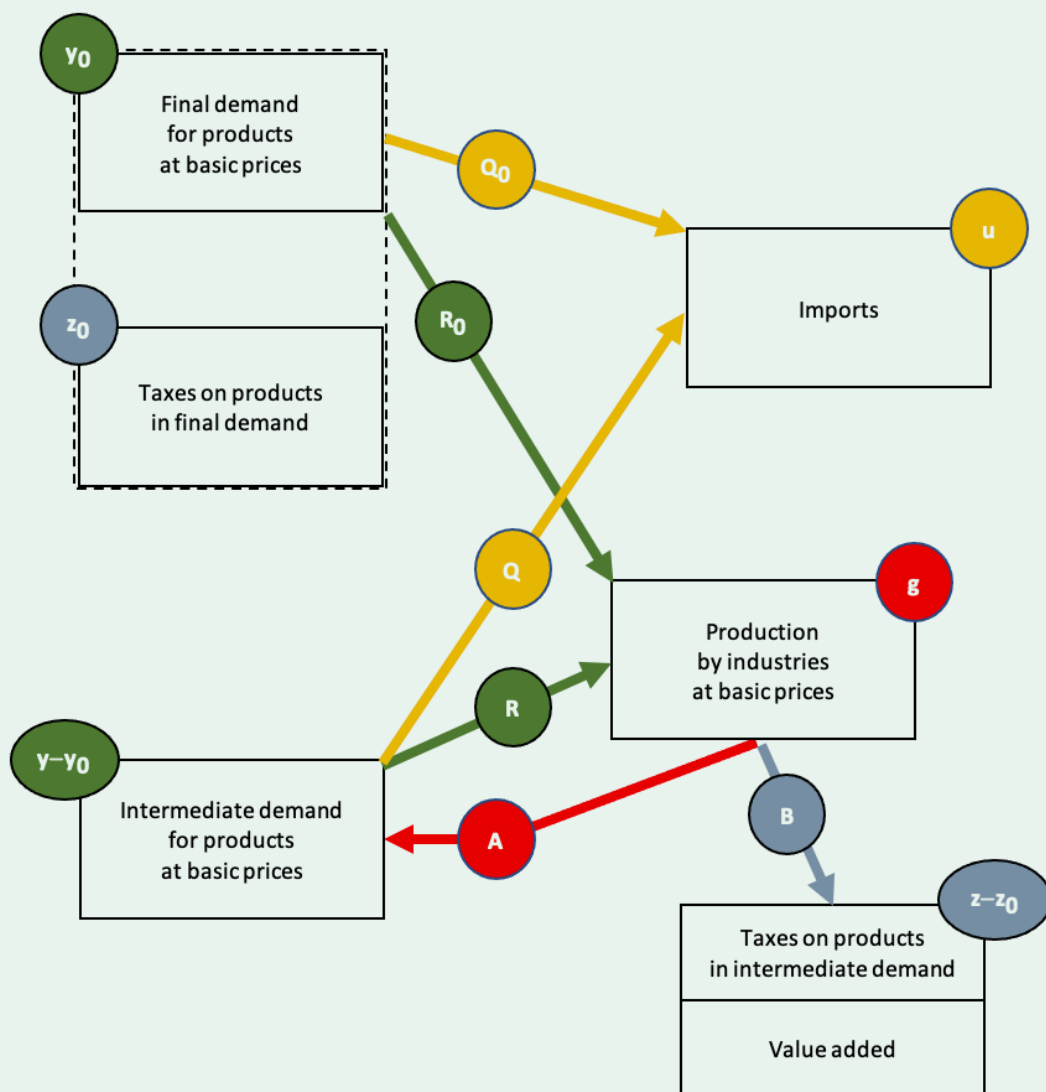 y0
Final demand
for products
at basic prices
Q0
u
Imports
z0
R0
Taxes on products
in final demand
Q
g
Production
by industries
at basic prices
R
y−y0
Intermediate demand
for products
at basic prices
A
B
z−z0
Taxes on products
in intermediate demand
Value added